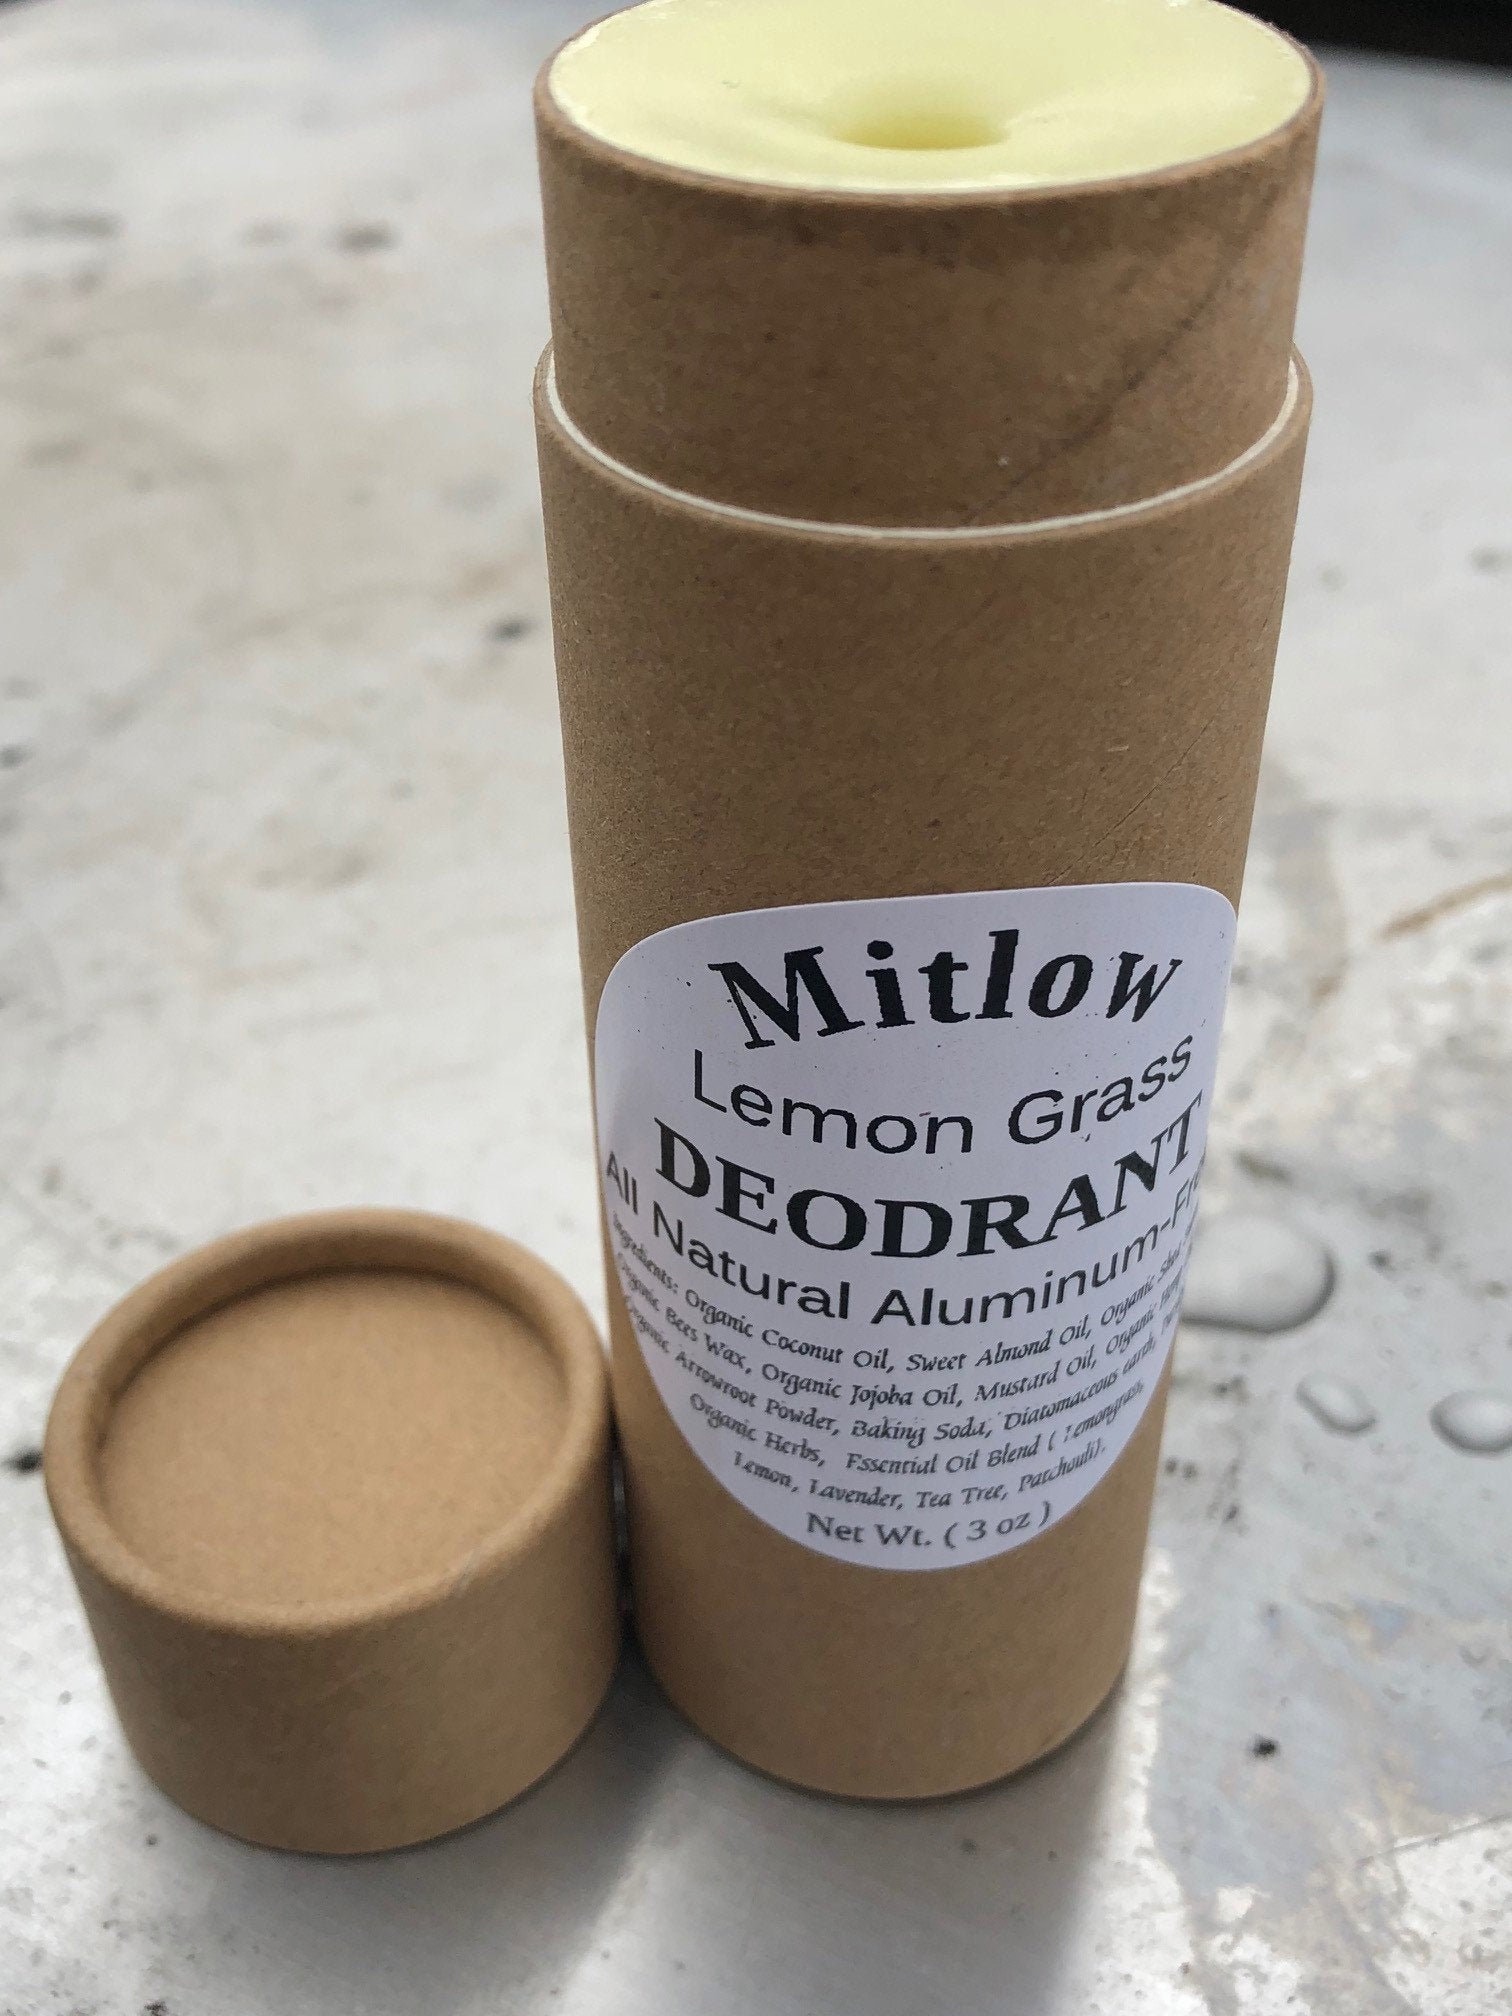 Mitlow
Lemon Grass
DEODRANT
All Natural Aluminum-Fre
Ingredients: Organic Coconut Oil, Sweet Almond Oil, Organic Shea
Organic Bees Wax, Organic Jojoba Oil, Mustard Oil, Organic Hemp
Organic Arrowroot Powder, Baking Soda, Diatomaceous earth,
Organic Herbs, Essential Oil Blend ( Lemongrass,
Lemon, Lavender, Tea Tree, Patchouli).
Net Wt. ( 3 oz )